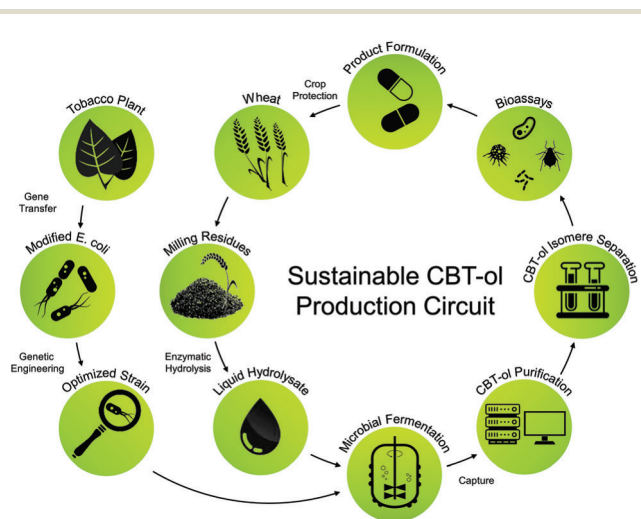 Product Formulation
Crop
Protection
Wheat
Bioassays
Tobacco Plant
Gene
Transfer
Modified E. coli
Milling Residues
Sustainable CBT-ol
Production Circuit
CBT-ol Isomere Separation
Genetic
Engineering
Enzymatic
Hydrolysis
Optimized Strain
Liquid Hydrolysate
Microbial Fermentation
CBT-ol Purification
Capture